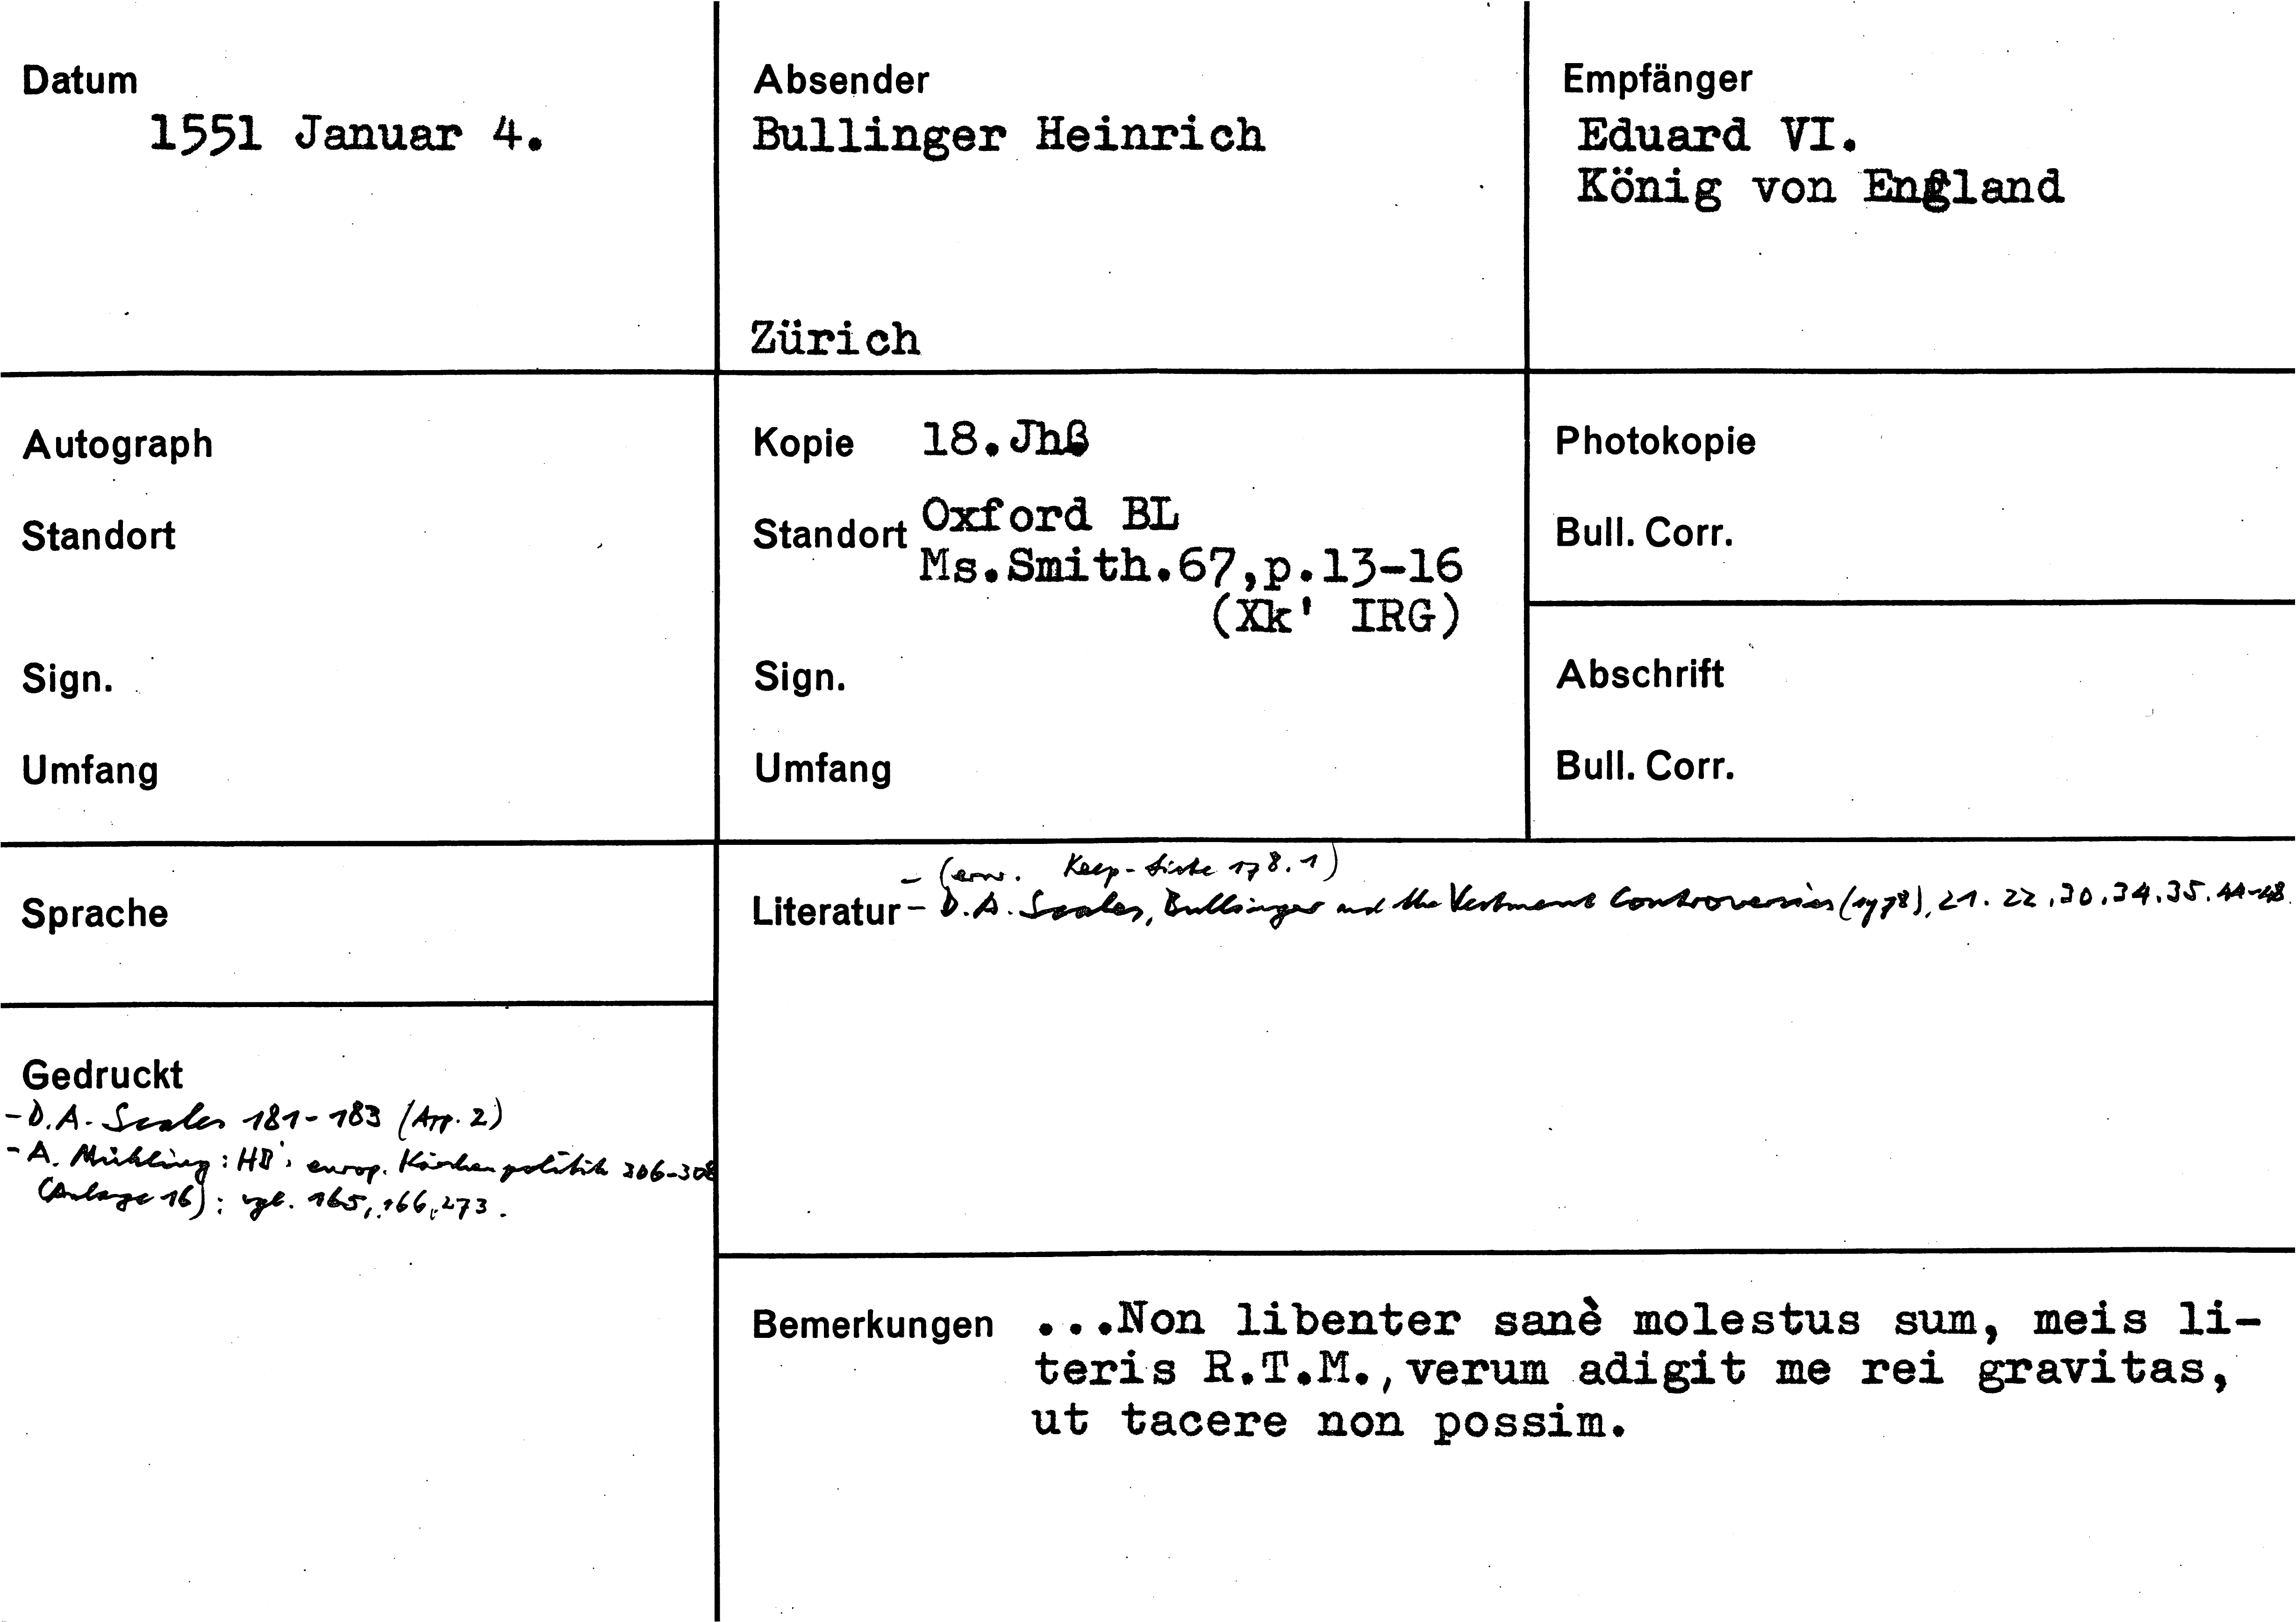 Datum
1551 Januar 4.
Absender
Bullinger Heinrich
Zürich
Empfänger
Eduard VI.
König von England
Autograph
Standort
Sign.
Umfang
Kopie 18.Jhß
Standort Oxford BL
Ms.Smith.67,p.13-16
(Xk' IRG)
Sign.
Umfang
Photokopie
Bull. Corr.
Abschrift
Bull. Corr.
Sprache
Gedruckt
- D.A. Scales 181-183 (App. 2)
- A. Mühling: HB's europ. Kirchenpolitik 306-308
(Anlage 16); vgl. 165, 166, 273.
- (erw. Keep-Liste 178.1)
Literatur - D.A. Scales, Bullinger and the Vestment Controversies (1978), 21. 22. 30. 34. 35. 44-48.
Bemerkungen ...Non libenter sanè molestus sum, meis li-
teris R.T.M., verum adigit me rei gravitas,
ut tacere non possim.